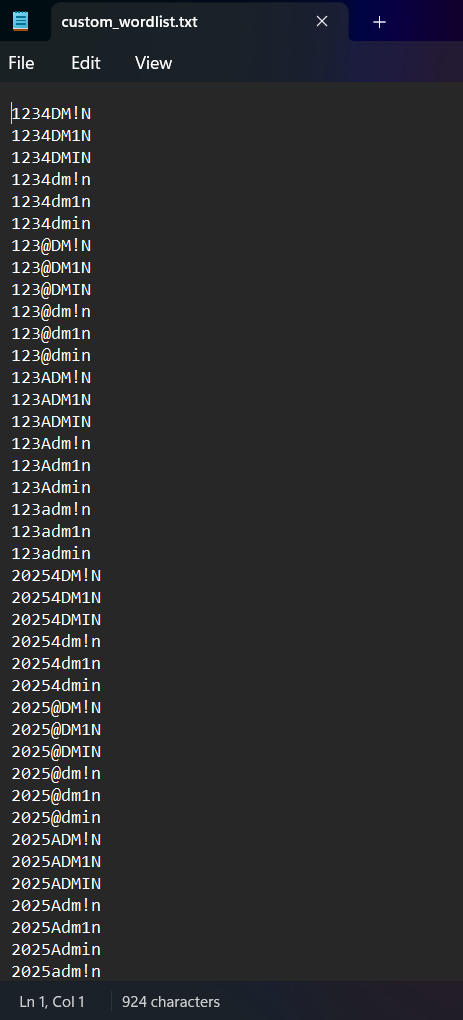 custom_wordlist.txt
File Edit View
1234DM!N
1234DM1N
1234DMIN
1234dm!n
1234dm1n
1234dmin
123@DM!N
123@DM1N
123@DMIN
123@dm!n
123@dm1n
123@dmin
123ADM!N
123ADM1N
123ADMIN
123Adm!n
123Adm1n
123Admin
123adm!n
123adm1n
123admin
20254DM!N
20254DM1N
20254DMIN
20254dm!n
20254dm1n
20254dmin
2025@DM!N
2025@DM1N
2025@DMIN
2025@dm!n
2025@dm1n
2025@dmin
2025ADM!N
2025ADM1N
2025ADMIN
2025Adm!n
2025Adm1n
2025Admin
2025adm!n
Ln 1, Col 1 924 characters